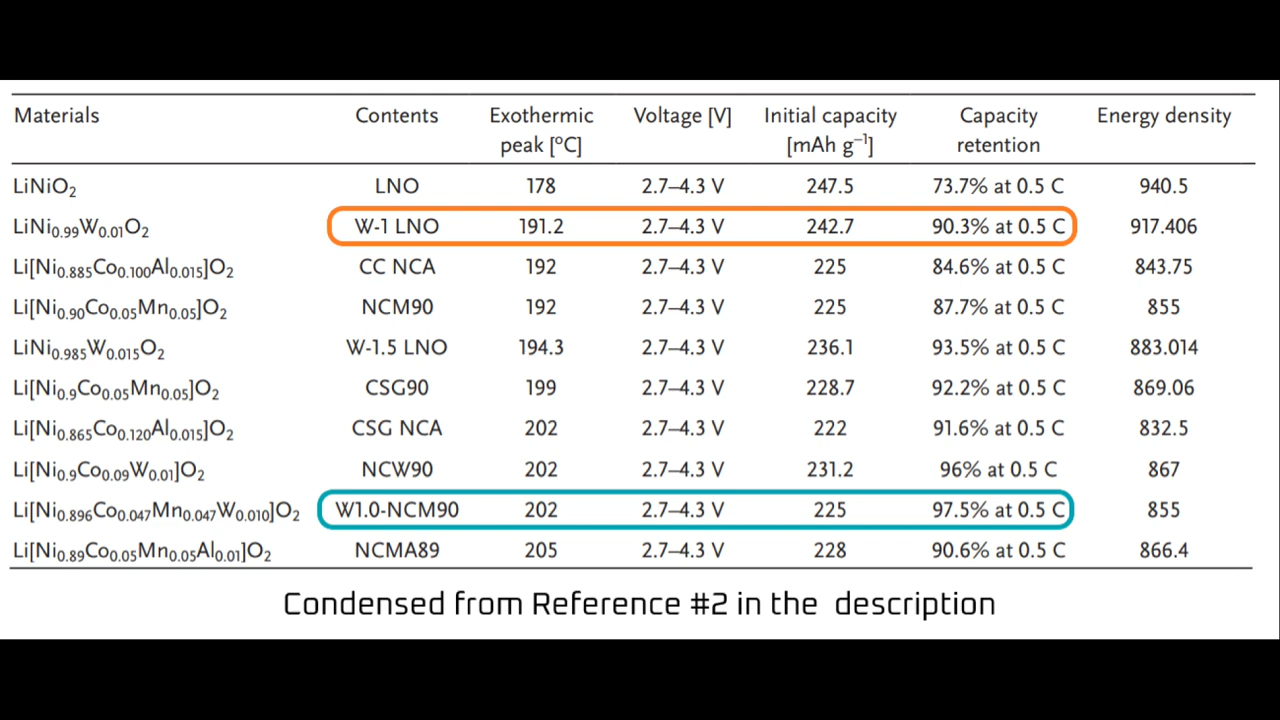 Materials Contents Exothermic peak [°C] Voltage [V] Initial capacity [mAh g⁻¹] Capacity retention Energy density
LiNiO₂ LNO 178 2.7–4.3 V 247.5 73.7% at 0.5 C 940.5
LiNi₀.₉₉W₀.₀₁O₂ W-1 LNO 191.2 2.7–4.3 V 242.7 90.3% at 0.5 C 917.406
Li[Ni₀.₈₈₅Co₀.₁₀₀Al₀.₀₁₅]O₂ CC NCA 192 2.7–4.3 V 225 84.6% at 0.5 C 843.75
Li[Ni₀.₉₀Co₀.₀₅Mn₀.₀₅]O₂ NCM90 192 2.7–4.3 V 225 87.7% at 0.5 C 855
LiNi₀.₉₈₅W₀.₀₁₅O₂ W-1.5 LNO 194.3 2.7–4.3 V 236.1 93.5% at 0.5 C 883.014
Li[Ni₀.₉Co₀.₀₅Mn₀.₀₅]O₂ CSG90 199 2.7–4.3 V 228.7 92.2% at 0.5 C 869.06
Li[Ni₀.₈₆₅Co₀.₁₂₀Al₀.₀₁₅]O₂ CSG NCA 202 2.7–4.3 V 222 91.6% at 0.5 C 832.5
Li[Ni₀.₉Co₀.₀₉W₀.₀₁]O₂ NCW90 202 2.7–4.3 V 231.2 96% at 0.5 C 867
Li[Ni₀.₈₉₆Co₀.₀₄₇Mn₀.₀₄₇W₀.₀₁₀]O₂ W1.0-NCM90 202 2.7–4.3 V 225 97.5% at 0.5 C 855
Li[Ni₀.₈₉Co₀.₀₅Mn₀.₀₅Al₀.₀₁]O₂ NCMA89 205 2.7–4.3 V 228 90.6% at 0.5 C 866.4
Condensed from Reference #2 in the description